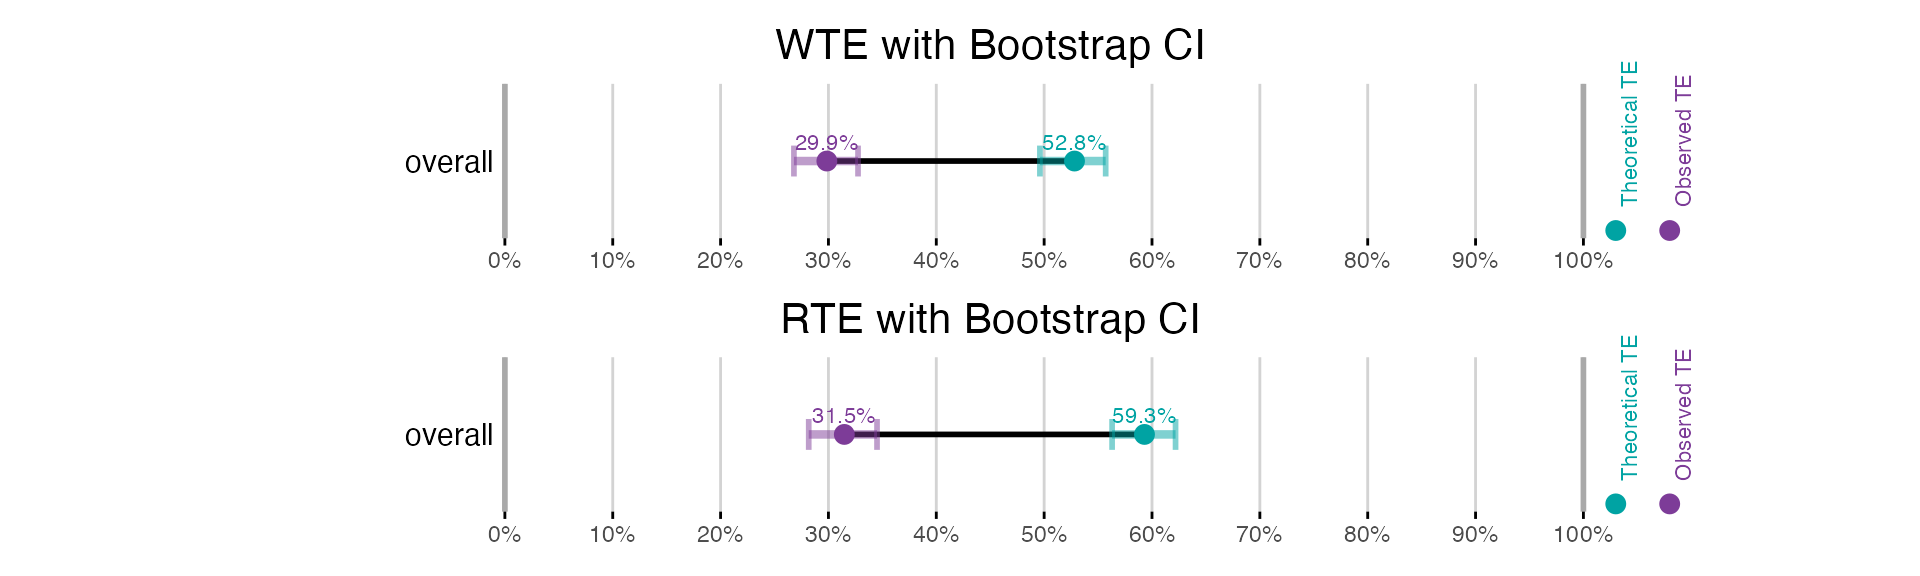 WTE with Bootstrap CI
Theoretical TE
Observed TE
29.9%
52.8%
overall
0% 10% 20% 30% 40% 50% 60% 70% 80% 90% 100%
RTE with Bootstrap CI
Theoretical TE
Observed TE
31.5%
59.3%
overall
0% 10% 20% 30% 40% 50% 60% 70% 80% 90% 100%